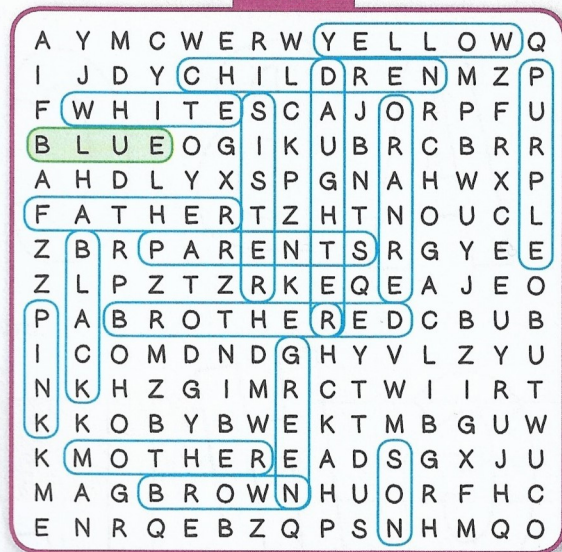 A Y M C W E R W Y E L L O W Q
I J D Y C H I L D R E N M Z P
F W H I T E S C A J O R P F U
B L U E O G I K U B R C B R R
A H D L Y X S P G N A H W X P
F A T H E R T Z H T N O U C L
Z B R P A R E N T S R G Y E E
Z L P Z T Z R K E Q E A J E O
P A B R O T H E R E D C B U B
I C O M D N D G H Y V L Z Y U
N K H Z G I M R C T W I I R T
K K O B Y B W E K T M B G U W
K M O T H E R E A D S G X J U
M A G B R O W N H U O R F H C
E N R Q E B Z Q P S N H M Q O